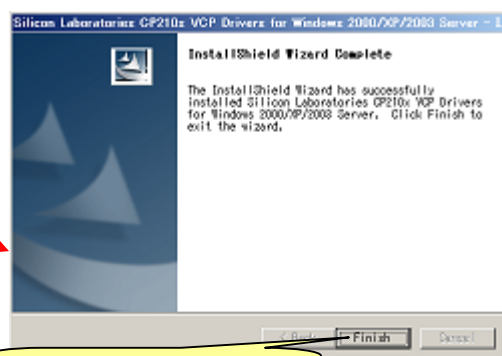 Silicon Laboratories CP210x VCP Drivers for Windows 2000/XP/2003 Server - I
InstallShield Wizard Complete
The InstallShield Wizard has successfully
installed Silicon Laboratories CP210x VCP Drivers
for Windows 2000/XP/2003 Server. Click Finish to
exit the wizard.
< Back Finish Cancel